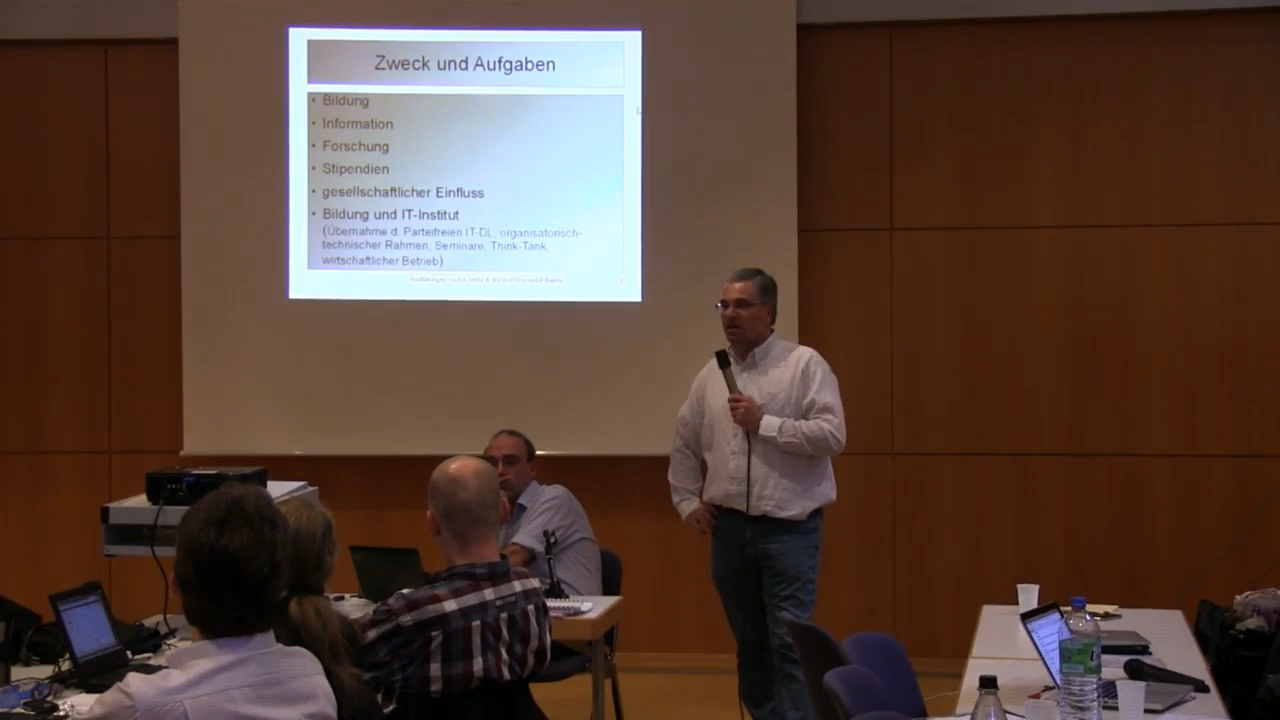 Zweck und Aufgaben
• Bildung
• Information
• Forschung
• Stipendien
• gesellschaftlicher Einfluss
• Bildung und IT-Institut
(Übernahme d. Parteifreien IT-DL, organisatorisch-
technischer Rahmen, Seminare, Think-Tank,
wirtschaftlicher Betrieb)